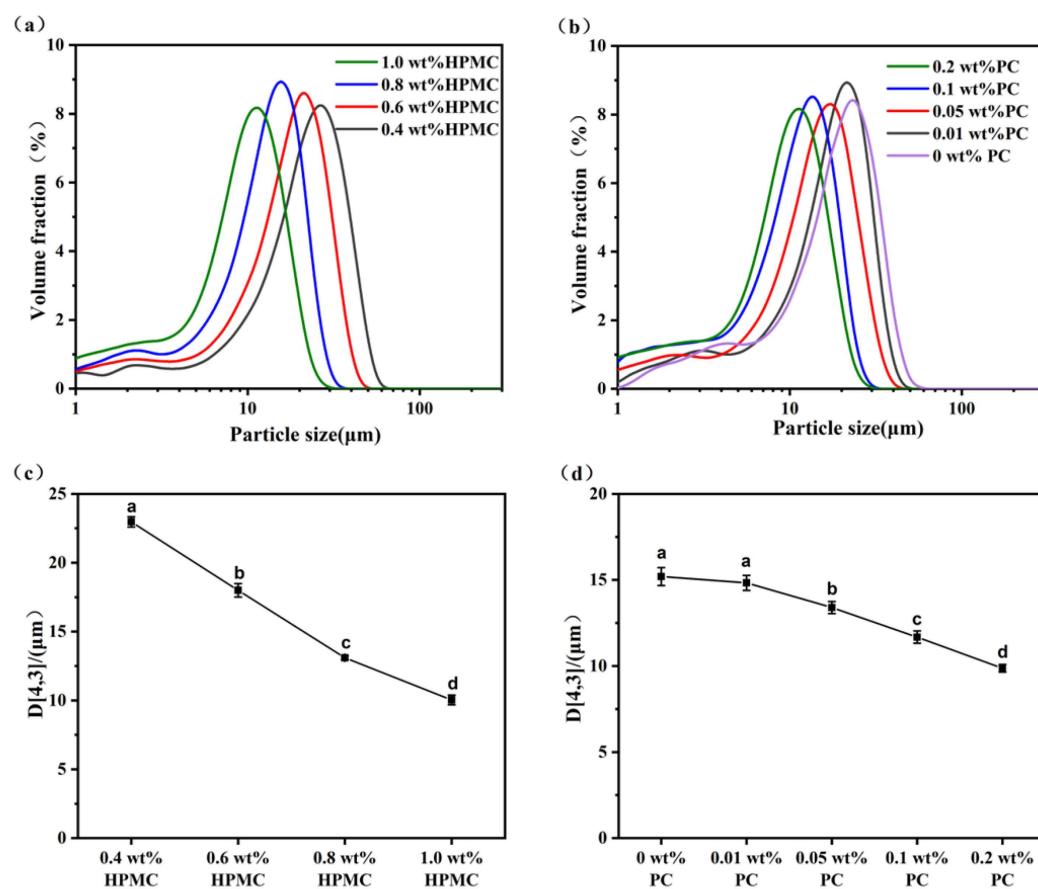 (a)
1.0 wt%HPMC
0.8 wt%HPMC
0.6 wt%HPMC
0.4 wt%HPMC
Volume fraction (%)
10
8
6
4
2
0
1
10
100
Particle size(μm)
(b)
0.2 wt%PC
0.1 wt%PC
0.05 wt%PC
0.01 wt%PC
0 wt% PC
Volume fraction (%)
10
8
6
4
2
0
1
10
100
Particle size(μm)
(c)
D[4,3]/(μm)
25
20
15
10
5
0
a
b
c
d
0.4 wt%
HPMC
0.6 wt%
HPMC
0.8 wt%
HPMC
1.0 wt%
HPMC
(d)
D[4,3]/(μm)
20
15
10
5
0
a
a
b
c
d
0 wt%
PC
0.01 wt%
PC
0.05 wt%
PC
0.1 wt%
PC
0.2 wt%
PC